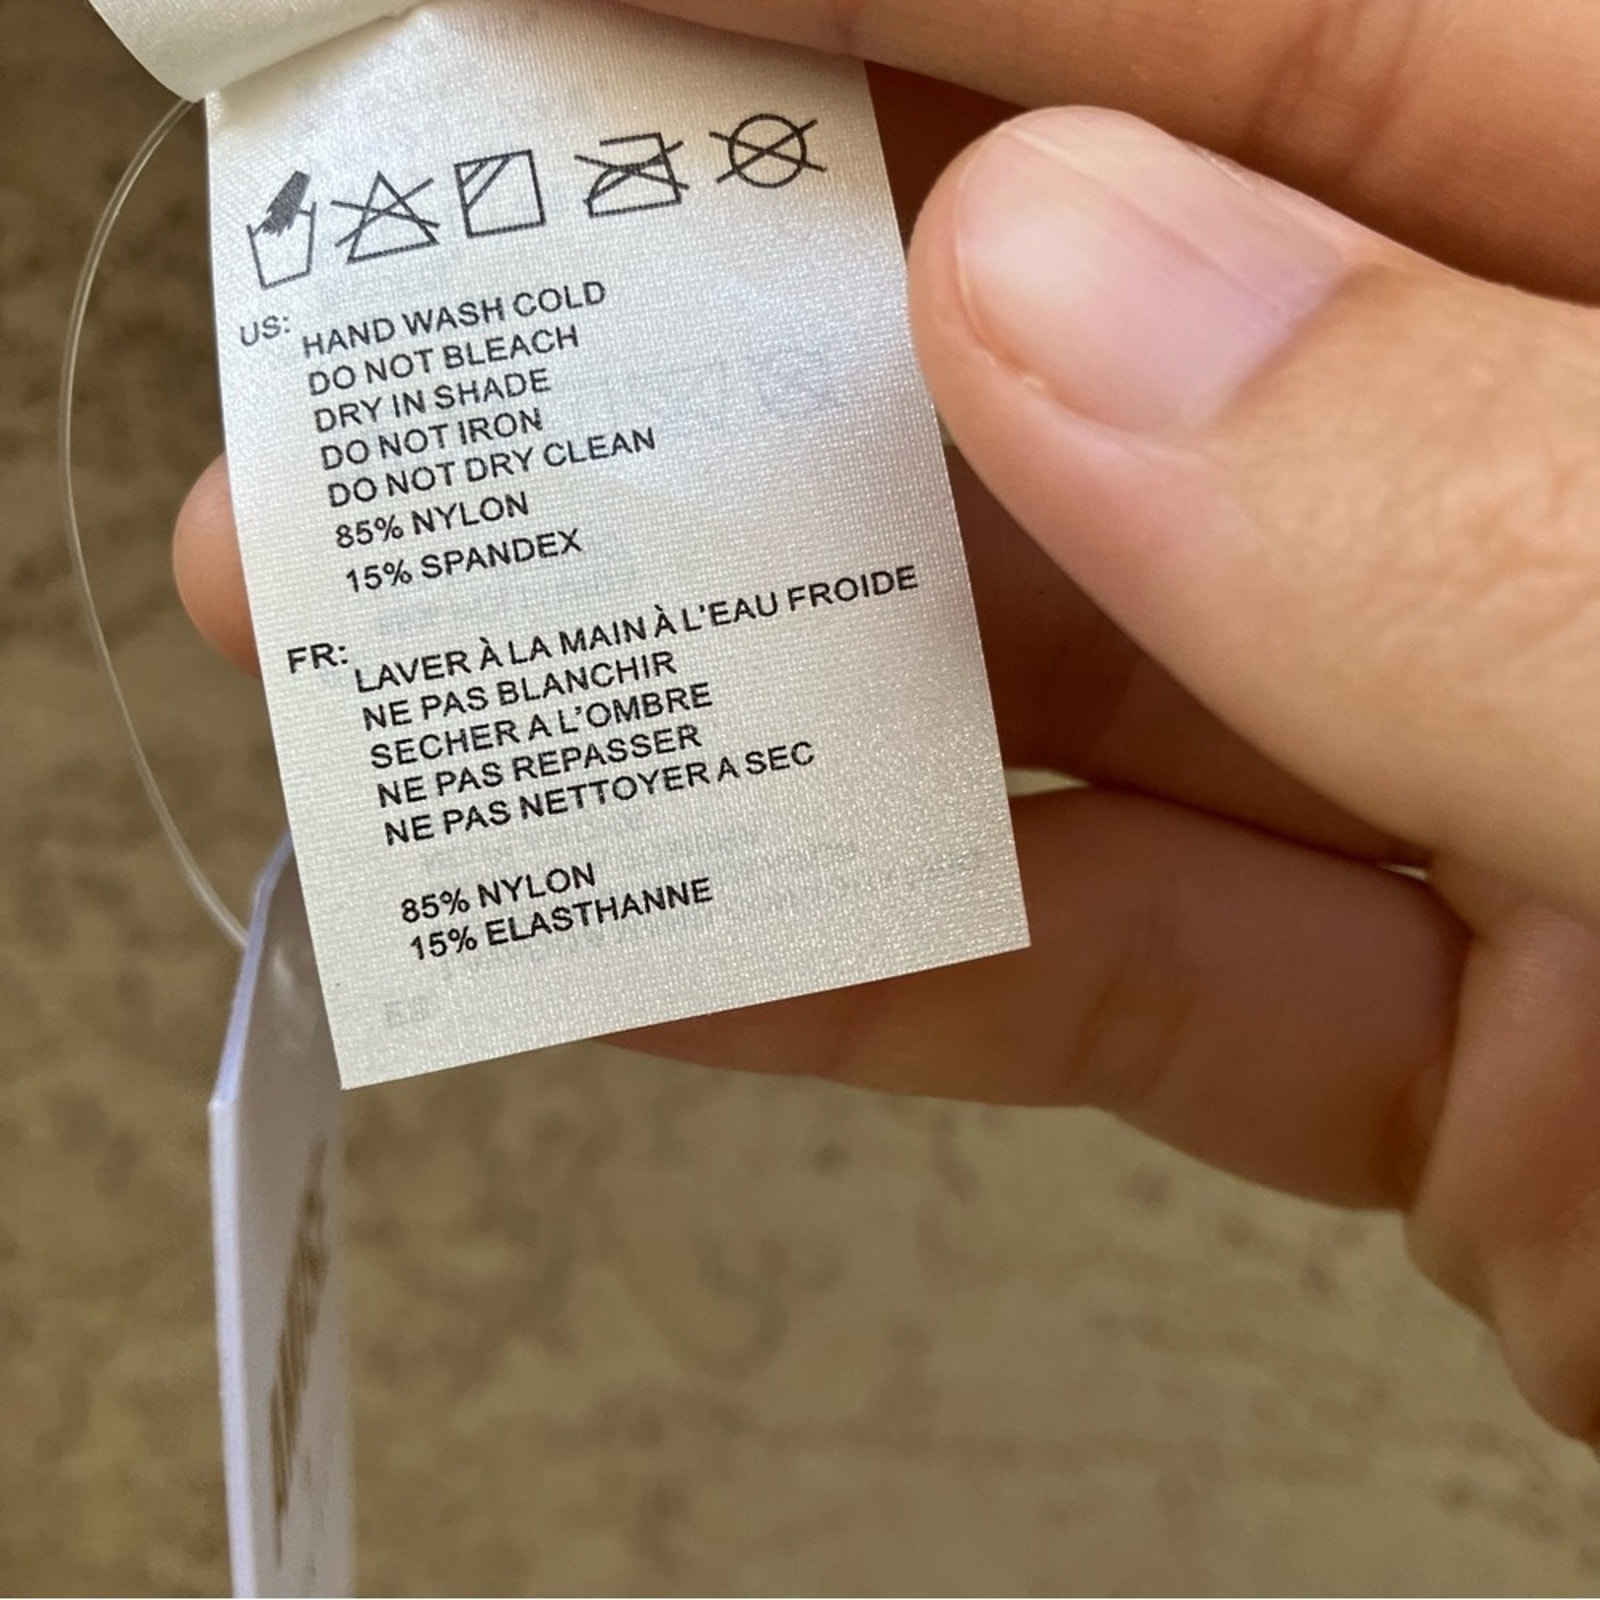 US:
HAND WASH COLD
DO NOT BLEACH
DRY IN SHADE
DO NOT IRON
DO NOT DRY CLEAN
85% NYLON
15% SPANDEX
FR:
LAVER À LA MAIN À L'EAU FROIDE
NE PAS BLANCHIR
SECHER A L'OMBRE
NE PAS REPASSER
NE PAS NETTOYER A SEC
85% NYLON
15% ELASTHANNE